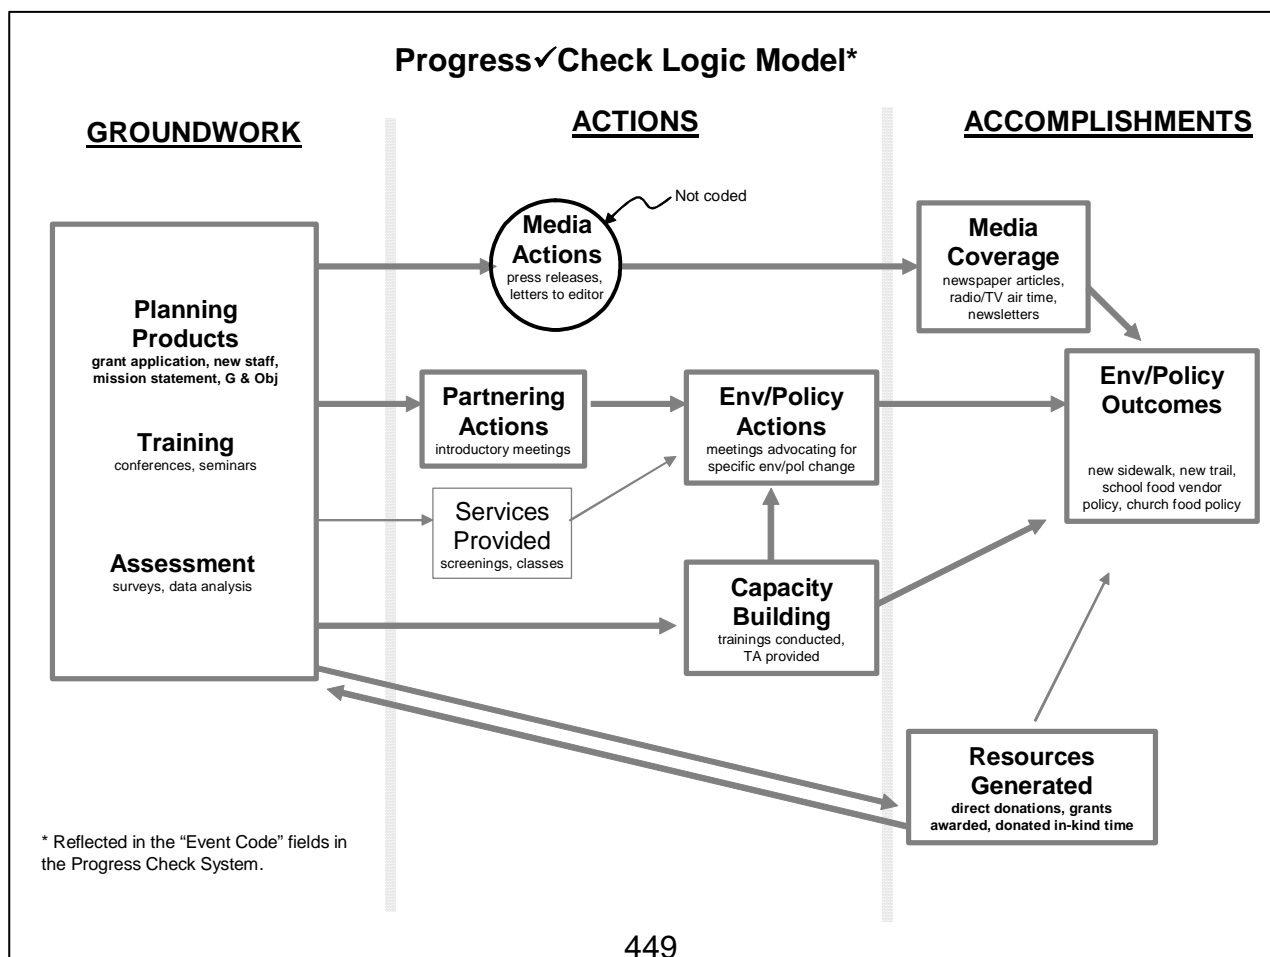 Progress✓Check Logic Model*
GROUNDWORK
ACTIONS
ACCOMPLISHMENTS
Planning
Products
grant application, new staff,
mission statement, G & Obj
Training
conferences, seminars
Assessment
surveys, data analysis
Not coded
Media
Actions
press releases,
letters to editor
Partnering
Actions
introductory meetings
Services
Provided
screenings, classes
Env/Policy
Actions
meetings advocating for
specific env/pol change
Capacity
Building
trainings conducted,
TA provided
Media
Coverage
newspaper articles,
radio/TV air time,
newsletters
Env/Policy
Outcomes
new sidewalk, new trail,
school food vendor
policy, church food policy
Resources
Generated
direct donations, grants
awarded, donated in-kind time
* Reflected in the “Event Code” fields in
the Progress Check System.
449